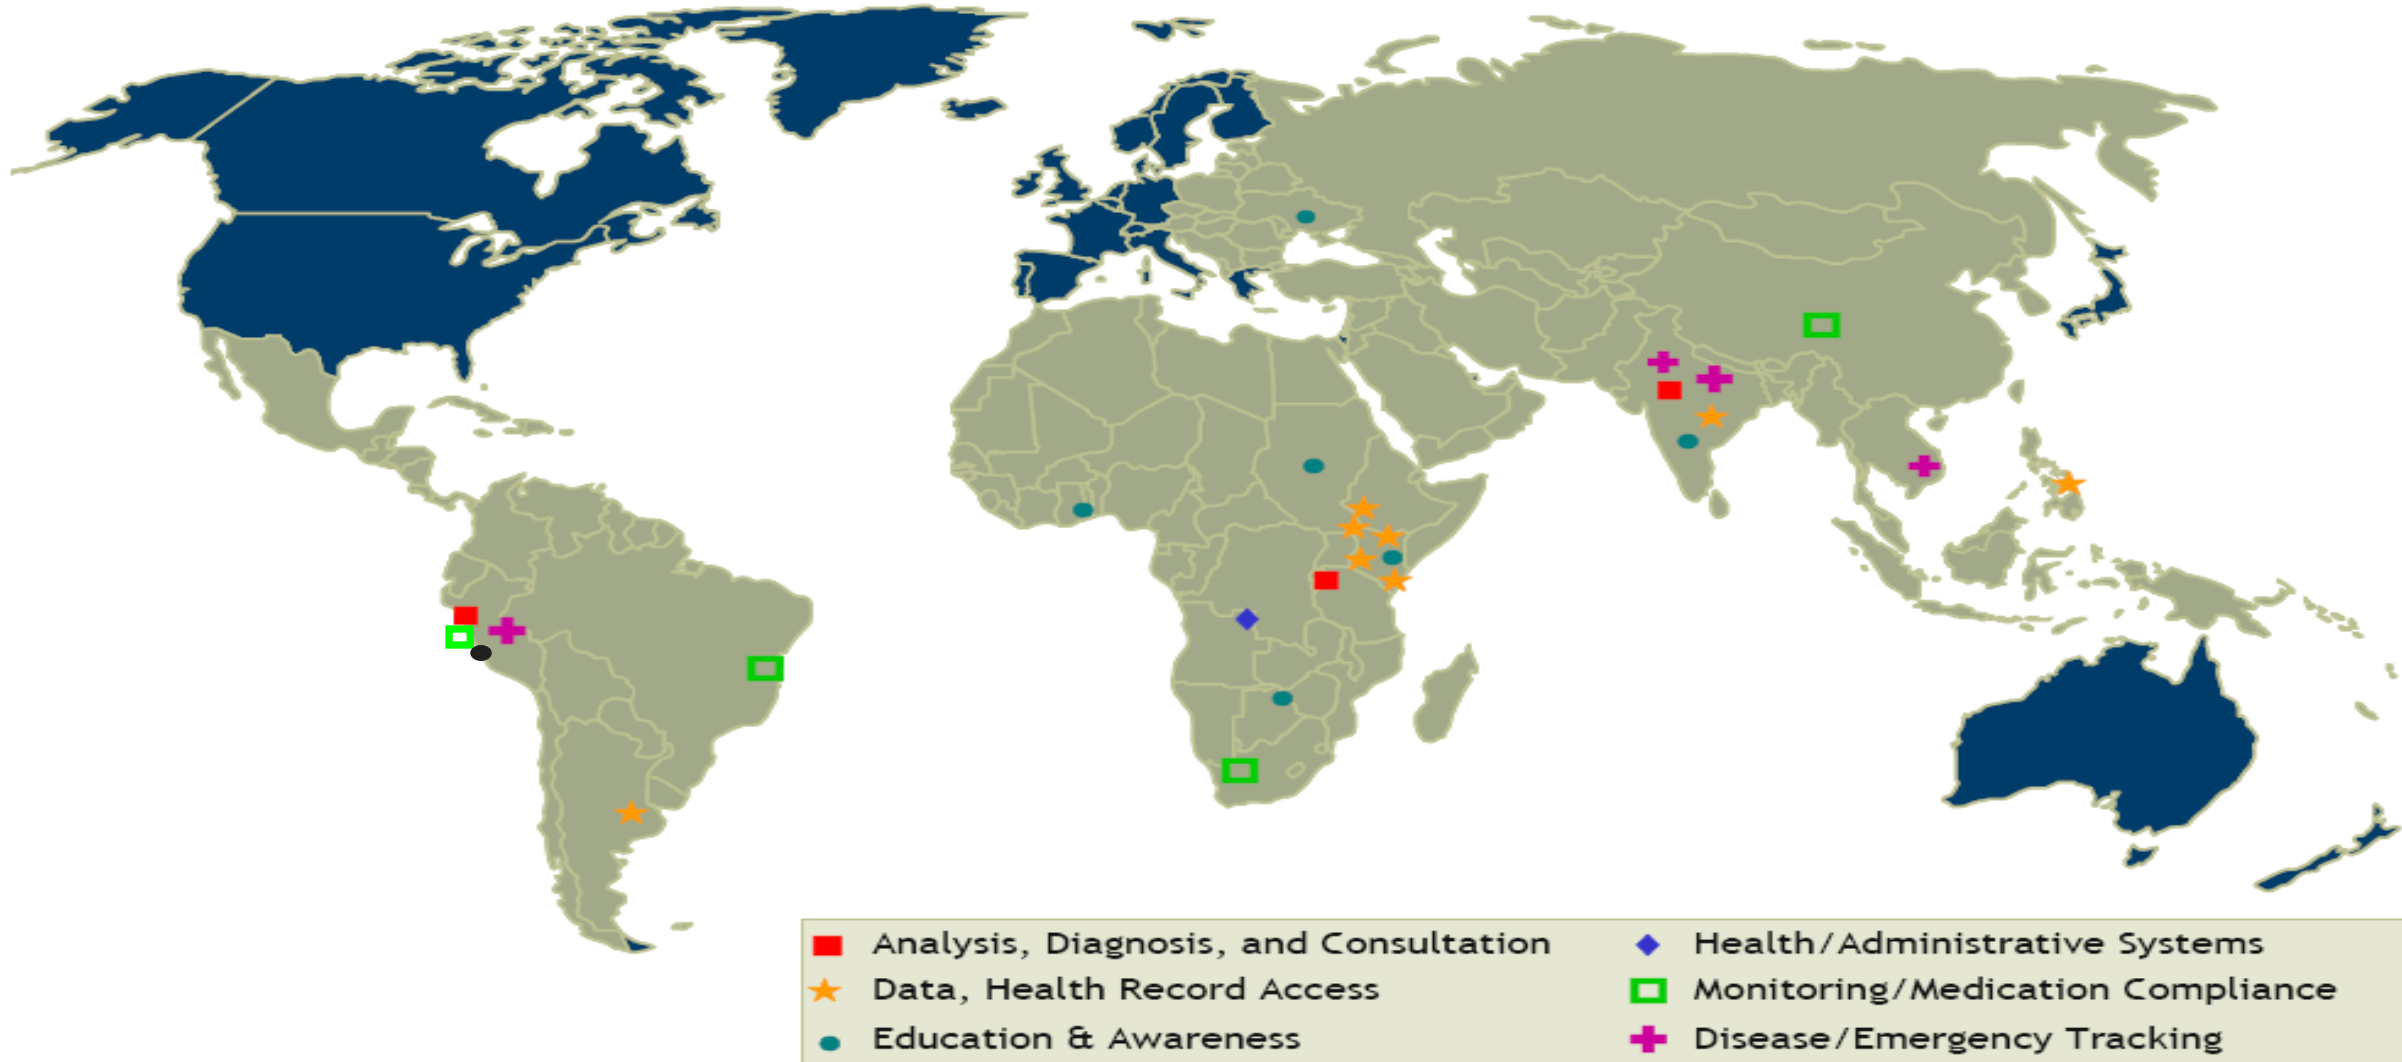 Analysis, Diagnosis, and Consultation
Data, Health Record Access
Education & Awareness
Health/Administrative Systems
Monitoring/Medication Compliance
Disease/Emergency Tracking